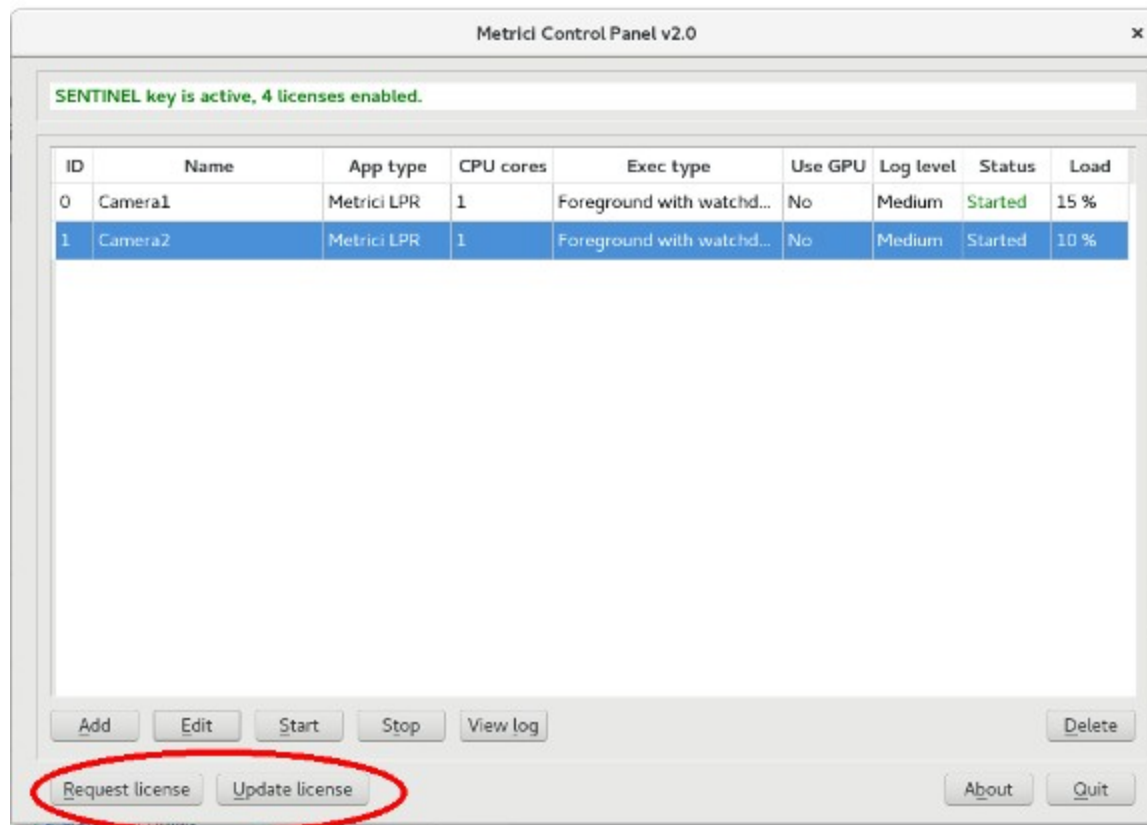 Metrici Control Panel v2.0 ×
SENTINEL key is active, 4 licenses enabled.
ID Name App type CPU cores Exec type Use GPU Log level Status Load
0 Camera1 Metrici LPR 1 Foreground with watchd... No Medium Started 15 %
1 Camera2 Metrici LPR 1 Foreground with watchd... No Medium Started 10 %
Add Edit Start Stop View log Delete
Request license Update license About Quit